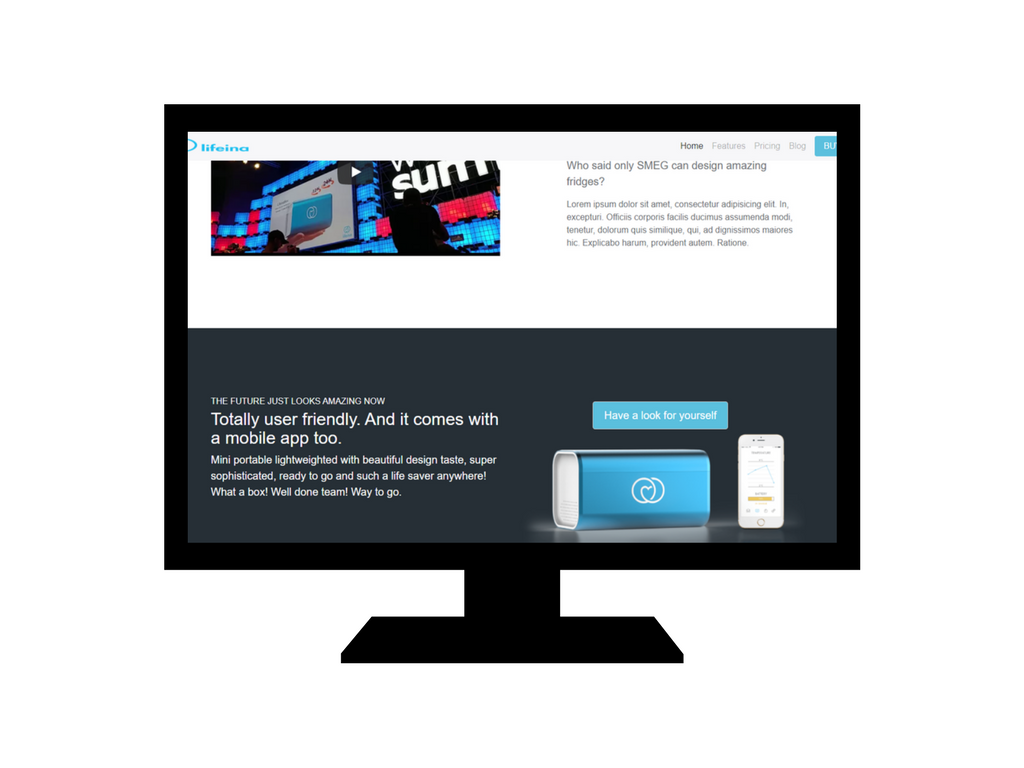 lifeina
Home Features Pricing Blog BU
sum
Who said only SMEG can design amazing
fridges?
Lorem ipsum dolor sit amet, consectetur adipisicing elit. In,
excepturi. Officiis corporis facilis ducimus assumenda modi,
tenetur, dolorum quis similique, qui, ad dignissimos maiores
hic. Explicabo harum, provident autem. Ratione.
THE FUTURE JUST LOOKS AMAZING NOW
Totally user friendly. And it comes with
a mobile app too.
Mini portable lightweighted with beautiful design taste, super
sophisticated, ready to go and such a life saver anywhere!
What a box! Well done team! Way to go.
Have a look for yourself